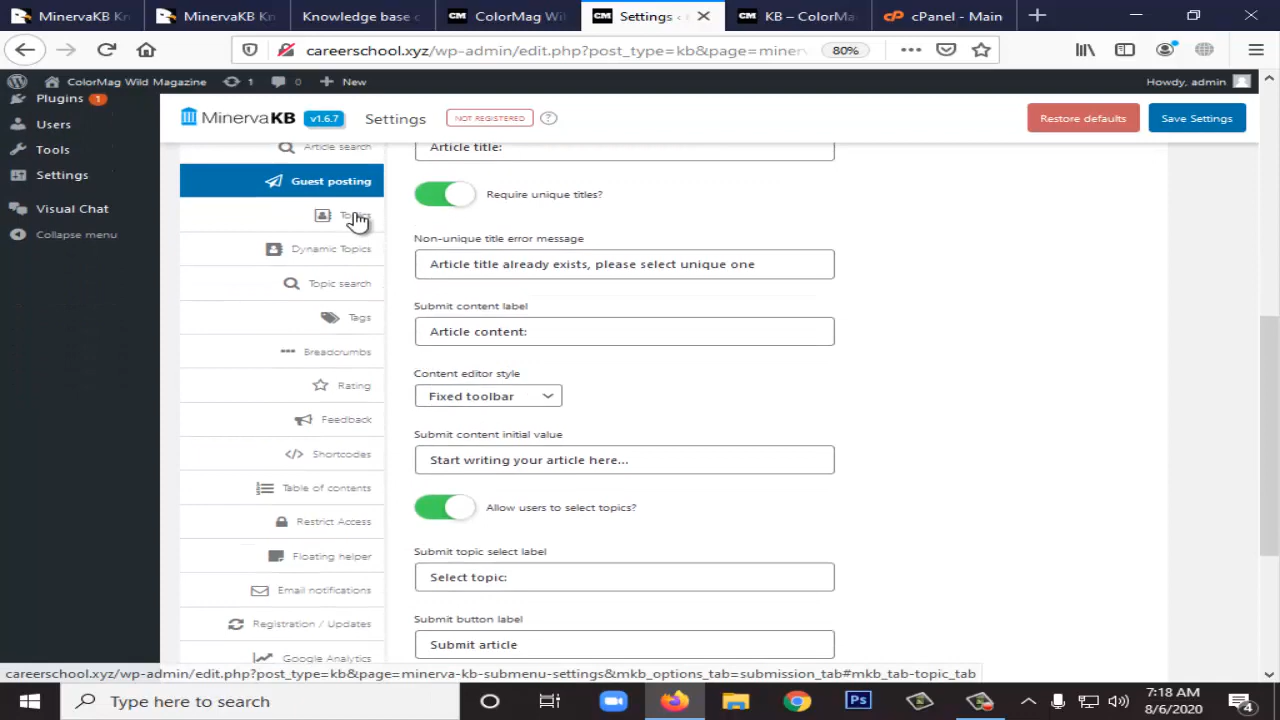 MinervaKB Kn
MinervaKB Kn
Knowledge base c
CM ColorMag Wi
CM Settings ‹
CM KB – ColorMa
cP cPanel - Main
careerschool.xyz/wp-admin/edit.php?post_type=kb&page=minerv
80%
ColorMag Wild Magazine
1
0
New
Howdy, admin
Plugins 1
Users
Tools
Settings
Visual Chat
Collapse menu
MinervaKB v1.6.7 Settings NOT REGISTERED ?
Restore defaults
Save Settings
Article search
Guest posting
Dynamic Topics
Topic search
Tags
Breadcrumbs
Rating
Feedback
Shortcodes
Table of contents
Restrict Access
Floating helper
Email notifications
Registration / Updates
Google Analytics
Article title:
Require unique titles?
Non-unique title error message
Article title already exists, please select unique one
Submit content label
Article content:
Content editor style
Fixed toolbar
Submit content initial value
Start writing your article here...
Allow users to select topics?
Submit topic select label
Select topic:
Submit button label
Submit article
careerschool.xyz/wp-admin/edit.php?post_type=kb&page=minerva-kb-submenu-settings&mkb_options_tab=submission_tab#mkb_tab-topic_tab
Type here to search
Ps
7:18 AM
8/6/2020
4